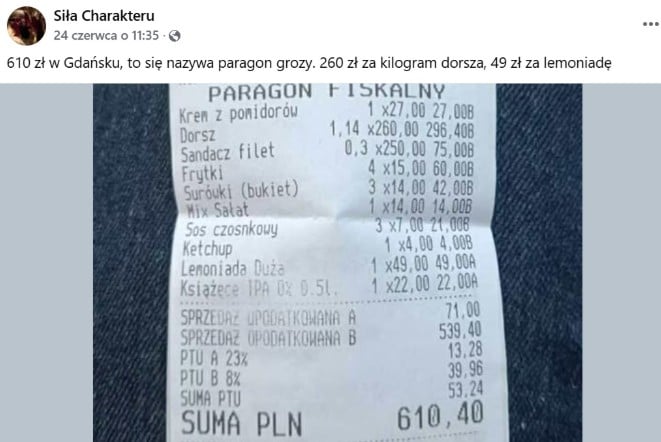 Siła Charakteru
24 czerwca o 11:35
610 zł w Gdańsku, to się nazywa paragon grozy. 260 zł za kilogram dorsza, 49 zł za lemoniadę
PARAGON FISKALNY
Krem z pomidorów 1 x27,00 27,00B
Dorsz 1,14 x260,00 296,40B
Sandacz filet 0,3 x250,00 75,00B
Frytki 4 x15,00 60,00B
Surówki (bukiet) 3 x14,00 42,00B
Mix Sałat 1 x14,00 14,00B
Sos czosnkowy 3 x7,00 21,00B
Ketchup 1 x4,00 4,00B
Lemoniada Duża 1 x49,00 49,00A
Książęce IPA 0% 0.5l. 1 x22,00 22,00A
SPRZEDAŻ OPODATKOWANA A 71,00
SPRZEDAŻ OPODATKOWANA B 539,40
PTU A 23% 13,28
PTU B 8% 39,96
SUMA PTU 53,24
SUMA PLN 610,40